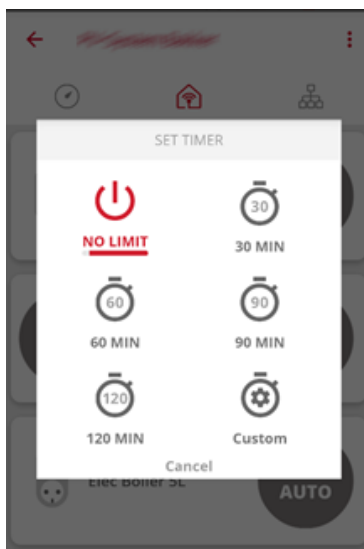 SET TIMER
30
NO LIMIT
30 MIN
60
90
60 MIN
90 MIN
120
120 MIN
Custom
Cancel
Elec Boiler 5L
AUTO